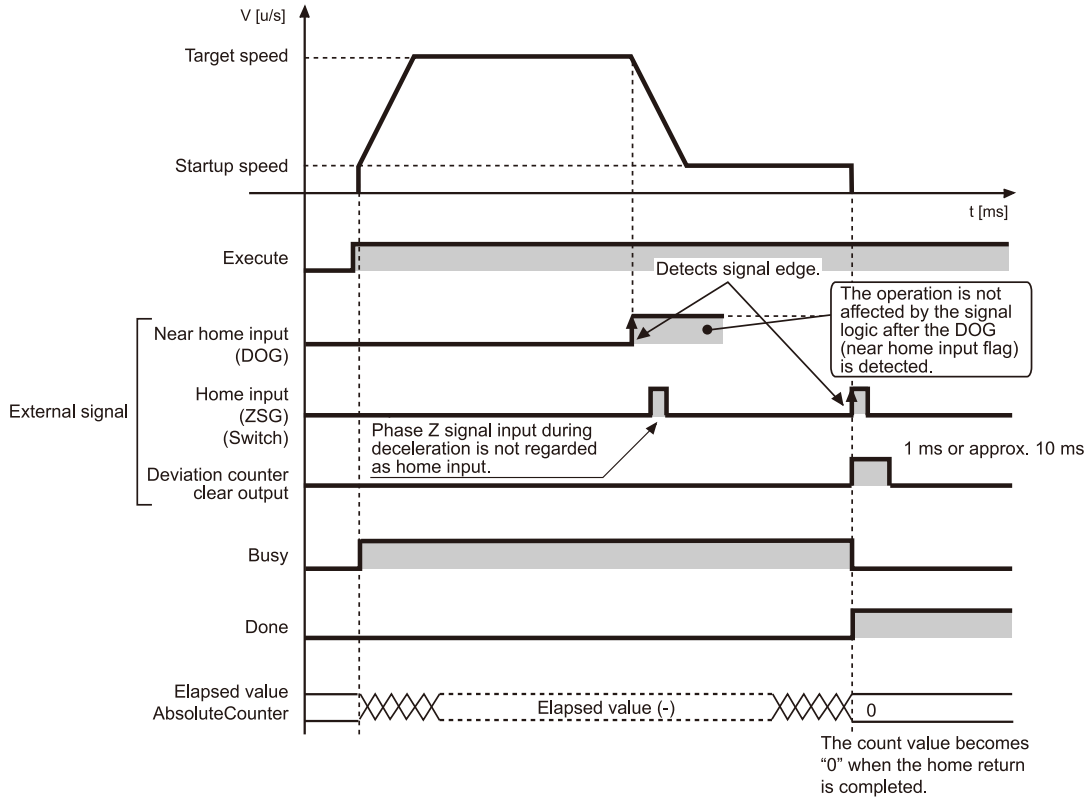 V [u/s]
Target speed
Startup speed
t [ms]
Execute
Detects signal edge.
The operation is not
affected by the signal
logic after the DOG
(near home input flag)
is detected.
Near home input
(DOG)
External signal
Home input
(ZSG)
(Switch)
Phase Z signal input during
deceleration is not regarded
as home input.
1 ms or approx. 10 ms
Deviation counter
clear output
Busy
Done
Elapsed value
AbsoluteCounter
Elapsed value (-)
0
The count value becomes
“0” when the home return
is completed.